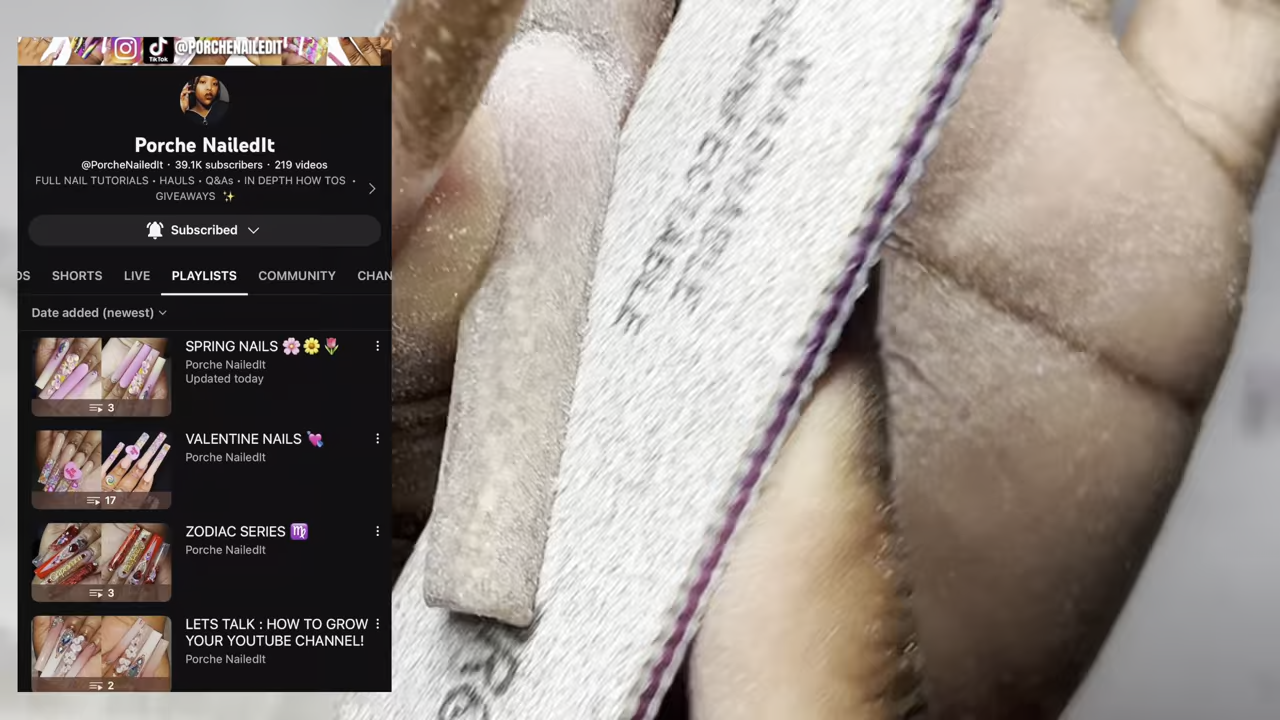 @PORCHENAILEDIT
TikTok
Porche NailedIt
@PorcheNailedIt · 39.1K subscribers · 219 videos
FULL NAIL TUTORIALS • HAULS • Q&As • IN DEPTH HOW TOS •
GIVEAWAYS ✨
Subscribed
SHORTS LIVE PLAYLISTS COMMUNITY
Date added (newest)
SPRING NAILS 🌸🌼🌷
Porche NailedIt
Updated today
3
VALENTINE NAILS 💘
Porche NailedIt
17
ZODIAC SERIES ♍
Porche NailedIt
3
LETS TALK : HOW TO GROW
YOUR YOUTUBE CHANNEL!
Porche NailedIt
2